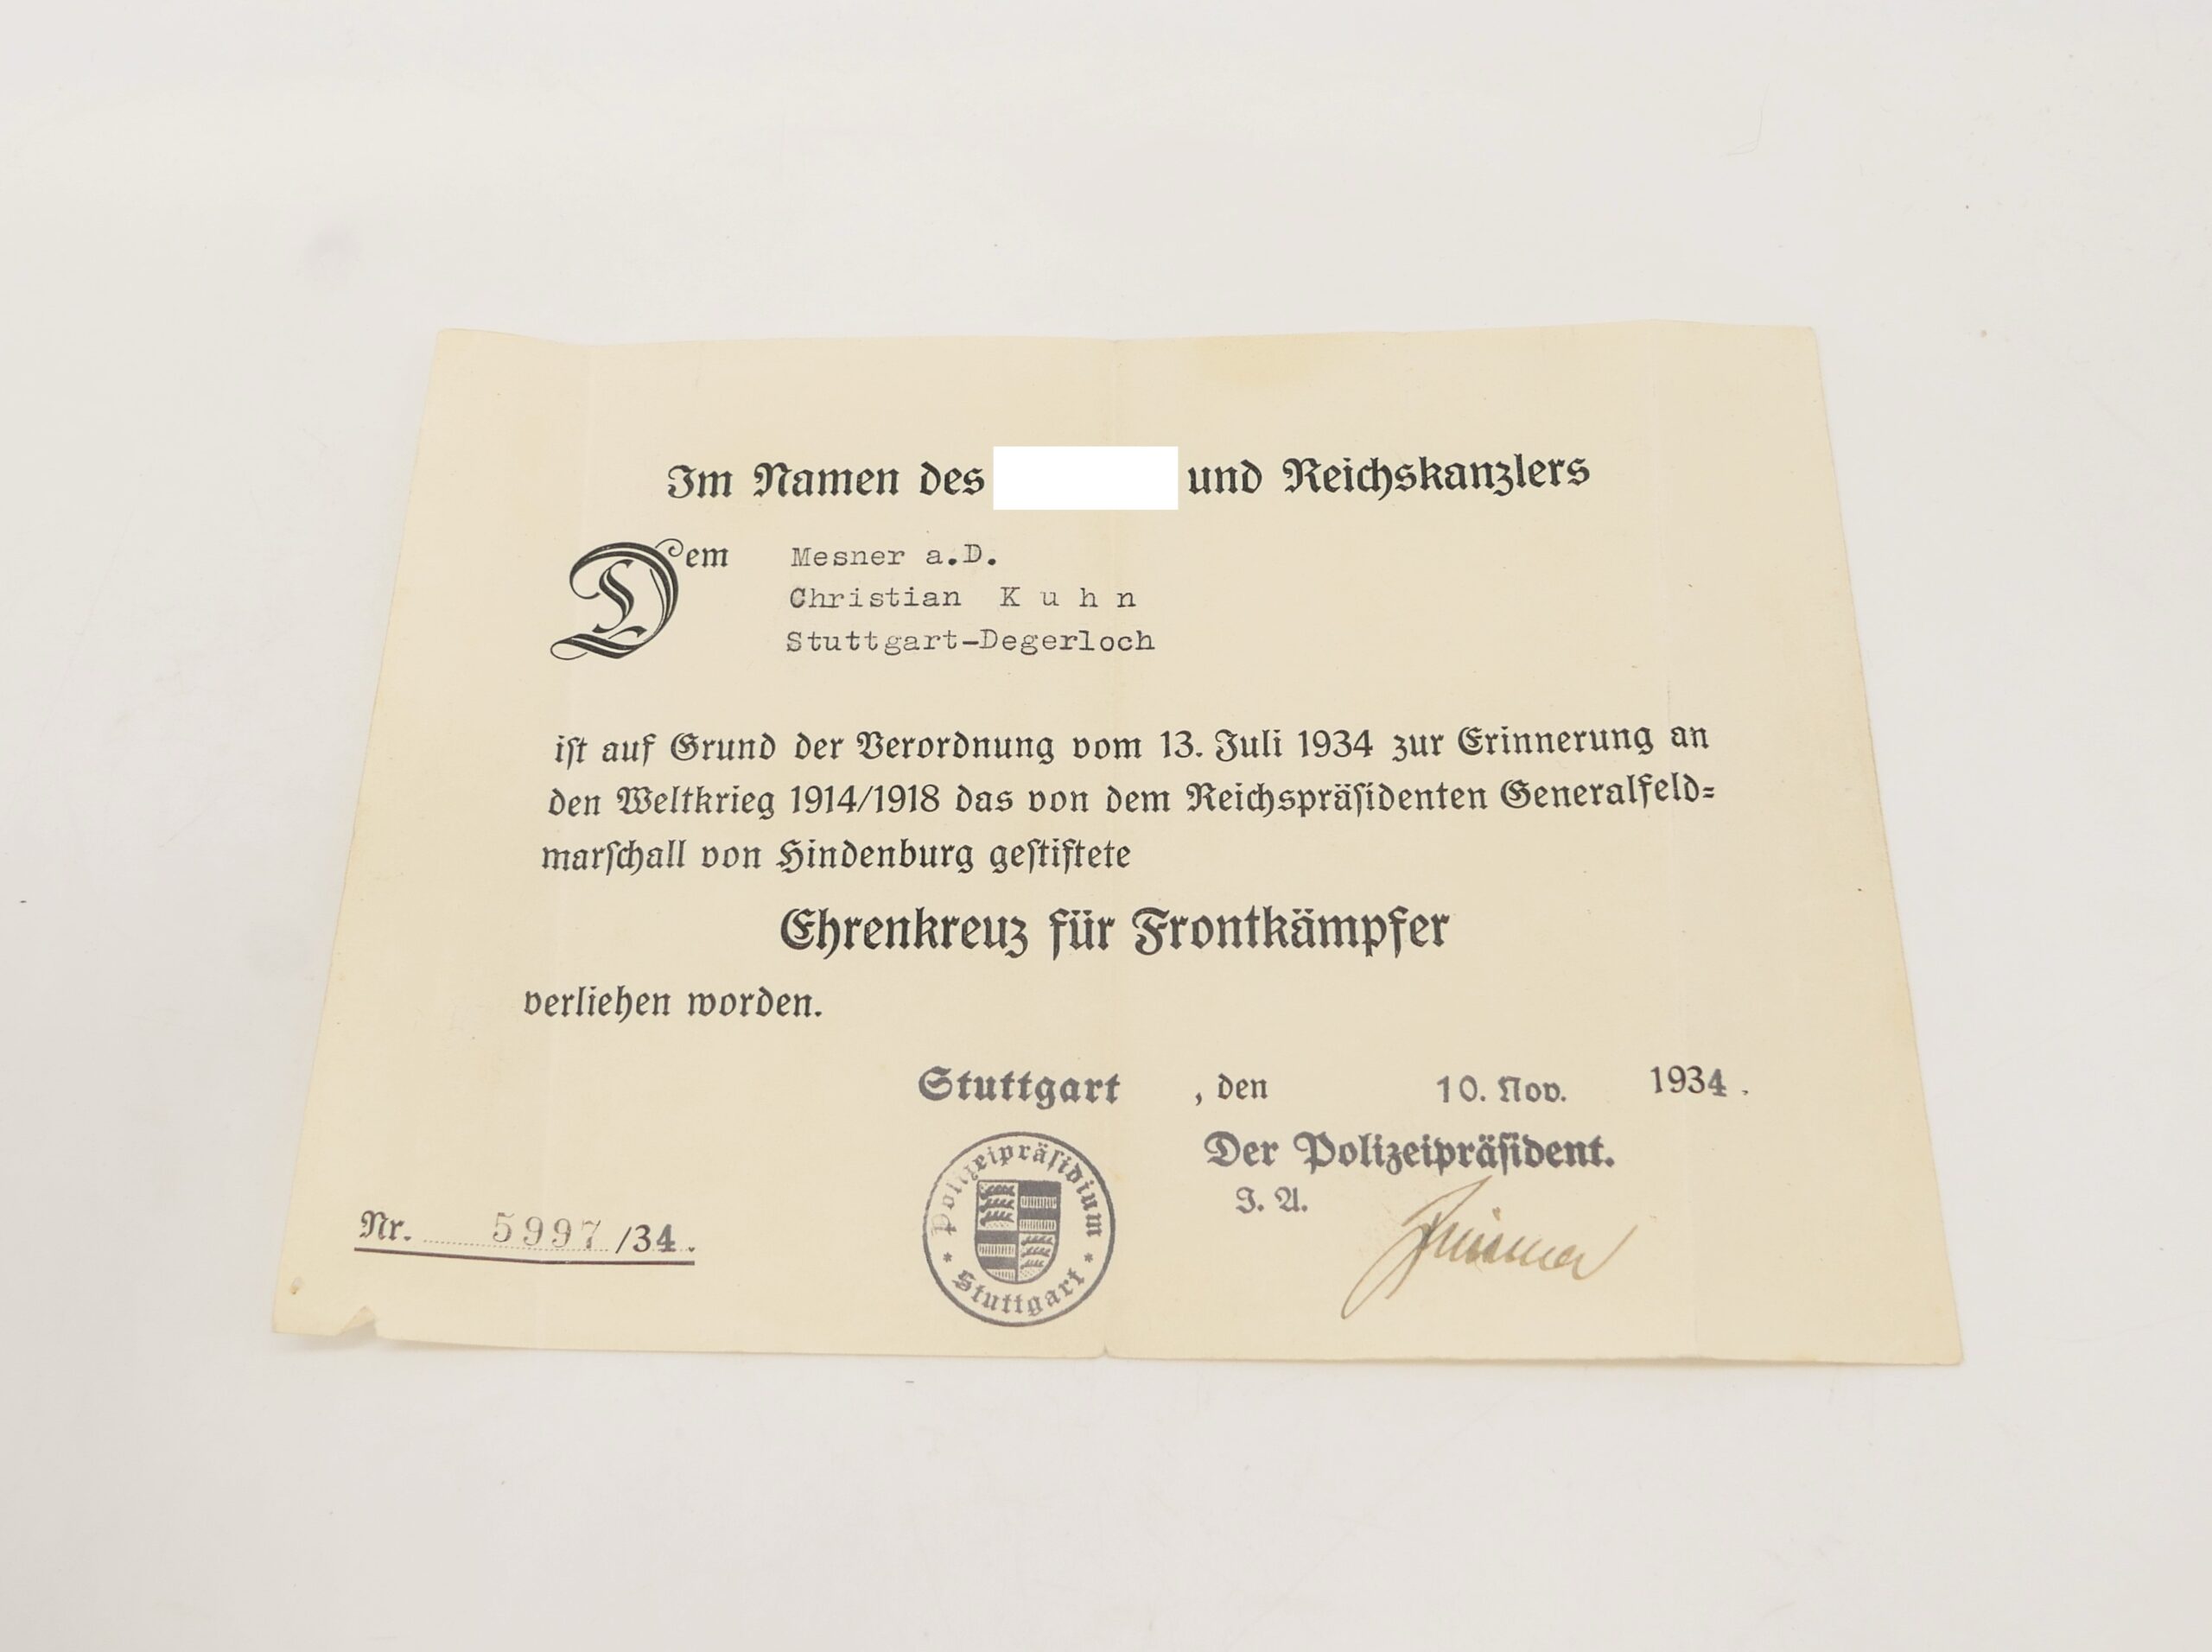 Im Namen des und Reichskanzlers
Dem Mesner a.D.
Christian K u h n
Stuttgart-Degerloch
ist auf Grund der Verordnung vom 13. Juli 1934 zur Erinnerung an
den Weltkrieg 1914/1918 das von dem Reichspräsidenten Generalfeld=
marschall von Hindenburg gestiftete
Ehrenkreuz für Frontkämpfer
verliehen worden.
Stuttgart , den 10. Nov. 1934.
Der Polizeipräsident.
I. A.
Polizeipräsidium
* Stuttgart *
Nr. 5997 /34.